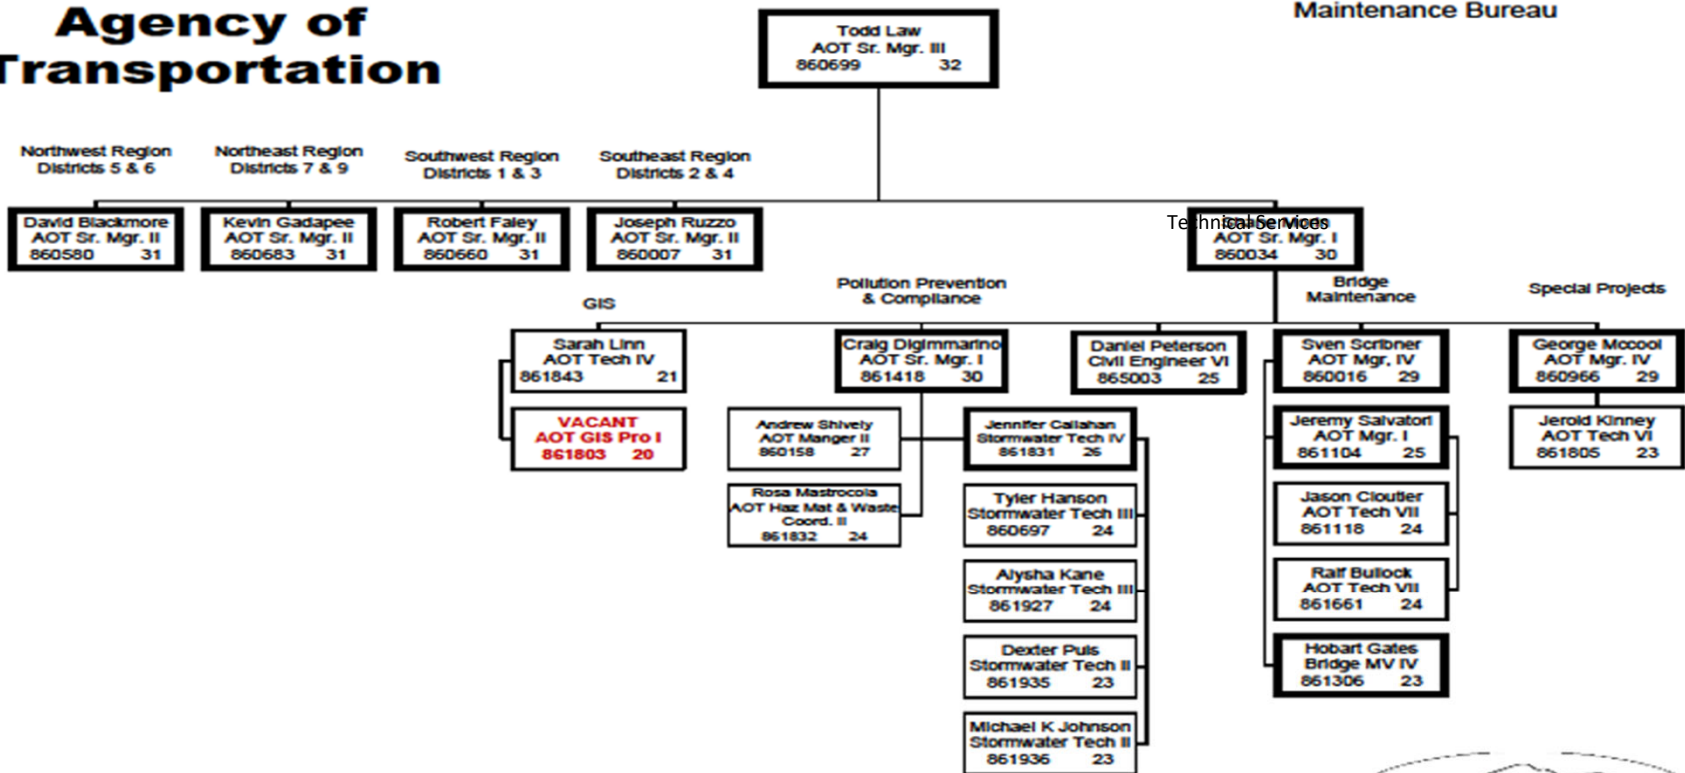 Agency of
Transportation
Maintenance Bureau
Todd Law
AOT Sr. Mgr. III
860699 32
Northwest Region
Districts 5 & 6
Northeast Region
Districts 7 & 9
Southwest Region
Districts 1 & 3
Southeast Region
Districts 2 & 4
David Blackmore
AOT Sr. Mgr. II
860580 31
Kevin Gadapee
AOT Sr. Mgr. II
860683 31
Robert Faley
AOT Sr. Mgr. II
860660 31
Joseph Ruzzo
AOT Sr. Mgr. II
860007 31
Technical Services
AOT Sr. Mgr. I
860034 30
GIS
Pollution Prevention
& Compliance
Bridge
Maintenance
Special Projects
Sarah Linn
AOT Tech IV
861843 21
VACANT
AOT GIS Pro I
861803 20
Craig Digimmarino
AOT Sr. Mgr. I
861418 30
Andrew Shively
AOT Manger II
860158 27
Rosa Mastrocola
AOT Haz Mat & Waste
Coord. II
861832 24
Jennifer Callahan
Stormwater Tech IV
861831 26
Tyler Hanson
Stormwater Tech III
860697 24
Alysha Kane
Stormwater Tech III
861927 24
Dexter Puls
Stormwater Tech II
861935 23
Michael K Johnson
Stormwater Tech II
861936 23
Daniel Peterson
Civil Engineer VI
865003 25
Sven Scribner
AOT Mgr, IV
860016 29
Jeremy Salvatori
AOT Mgr. I
861104 25
Jason Cloutier
AOT Tech VII
861118 24
Ralf Bullock
AOT Tech VII
861661 24
Hobart Gates
Bridge MV IV
861306 23
George Mccool
AOT Mgr. IV
860966 29
Jerold Kinney
AOT Tech VI
861805 23